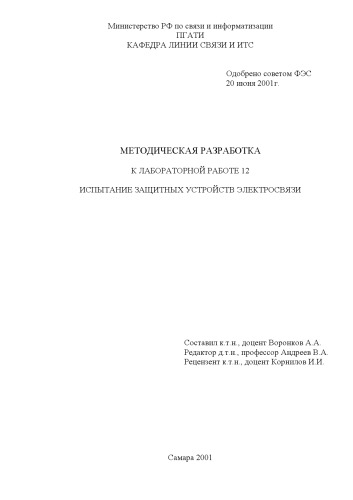 Министерство РФ по связи и информатизации
ПГАТИ
КАФЕДРА ЛИНИИ СВЯЗИ И ИТС
Одобрено советом ФЭС
20 июня 2001г.
МЕТОДИЧЕСКАЯ РАЗРАБОТКА
К ЛАБОРАТОРНОЙ РАБОТЕ 12
ИСПЫТАНИЕ ЗАЩИТНЫХ УСТРОЙСТВ ЭЛЕКТРОСВЯЗИ
Составил к.т.н., доцент Воронков А.А.
Редактор д.т.н., профессор Андреев В.А.
Рецензент к.т.н., доцент Корнилов И.И.
Самара 2001